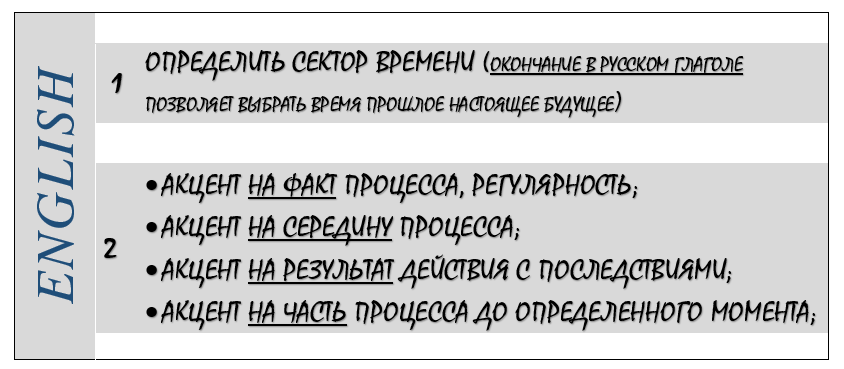 ENGLISH
1
ОПРЕДЕЛИТЬ СЕКТОР ВРЕМЕНИ (ОКОНЧАНИЕ В РУССКОМ ГЛАГОЛЕ
ПОЗВОЛЯЕТ ВЫБРАТЬ ВРЕМЯ ПРОШЛОЕ НАСТОЯЩЕЕ БУДУЩЕЕ)
2
•АКЦЕНТ НА ФАКТ ПРОЦЕССА, РЕГУЛЯРНОСТЬ;
•АКЦЕНТ НА СЕРЕДИНУ ПРОЦЕССА;
•АКЦЕНТ НА РЕЗУЛЬТАТ ДЕЙСТВИЯ С ПОСЛЕДСТВИЯМИ;
•АКЦЕНТ НА ЧАСТЬ ПРОЦЕССА ДО ОПРЕДЕЛЕННОГО МОМЕНТА;